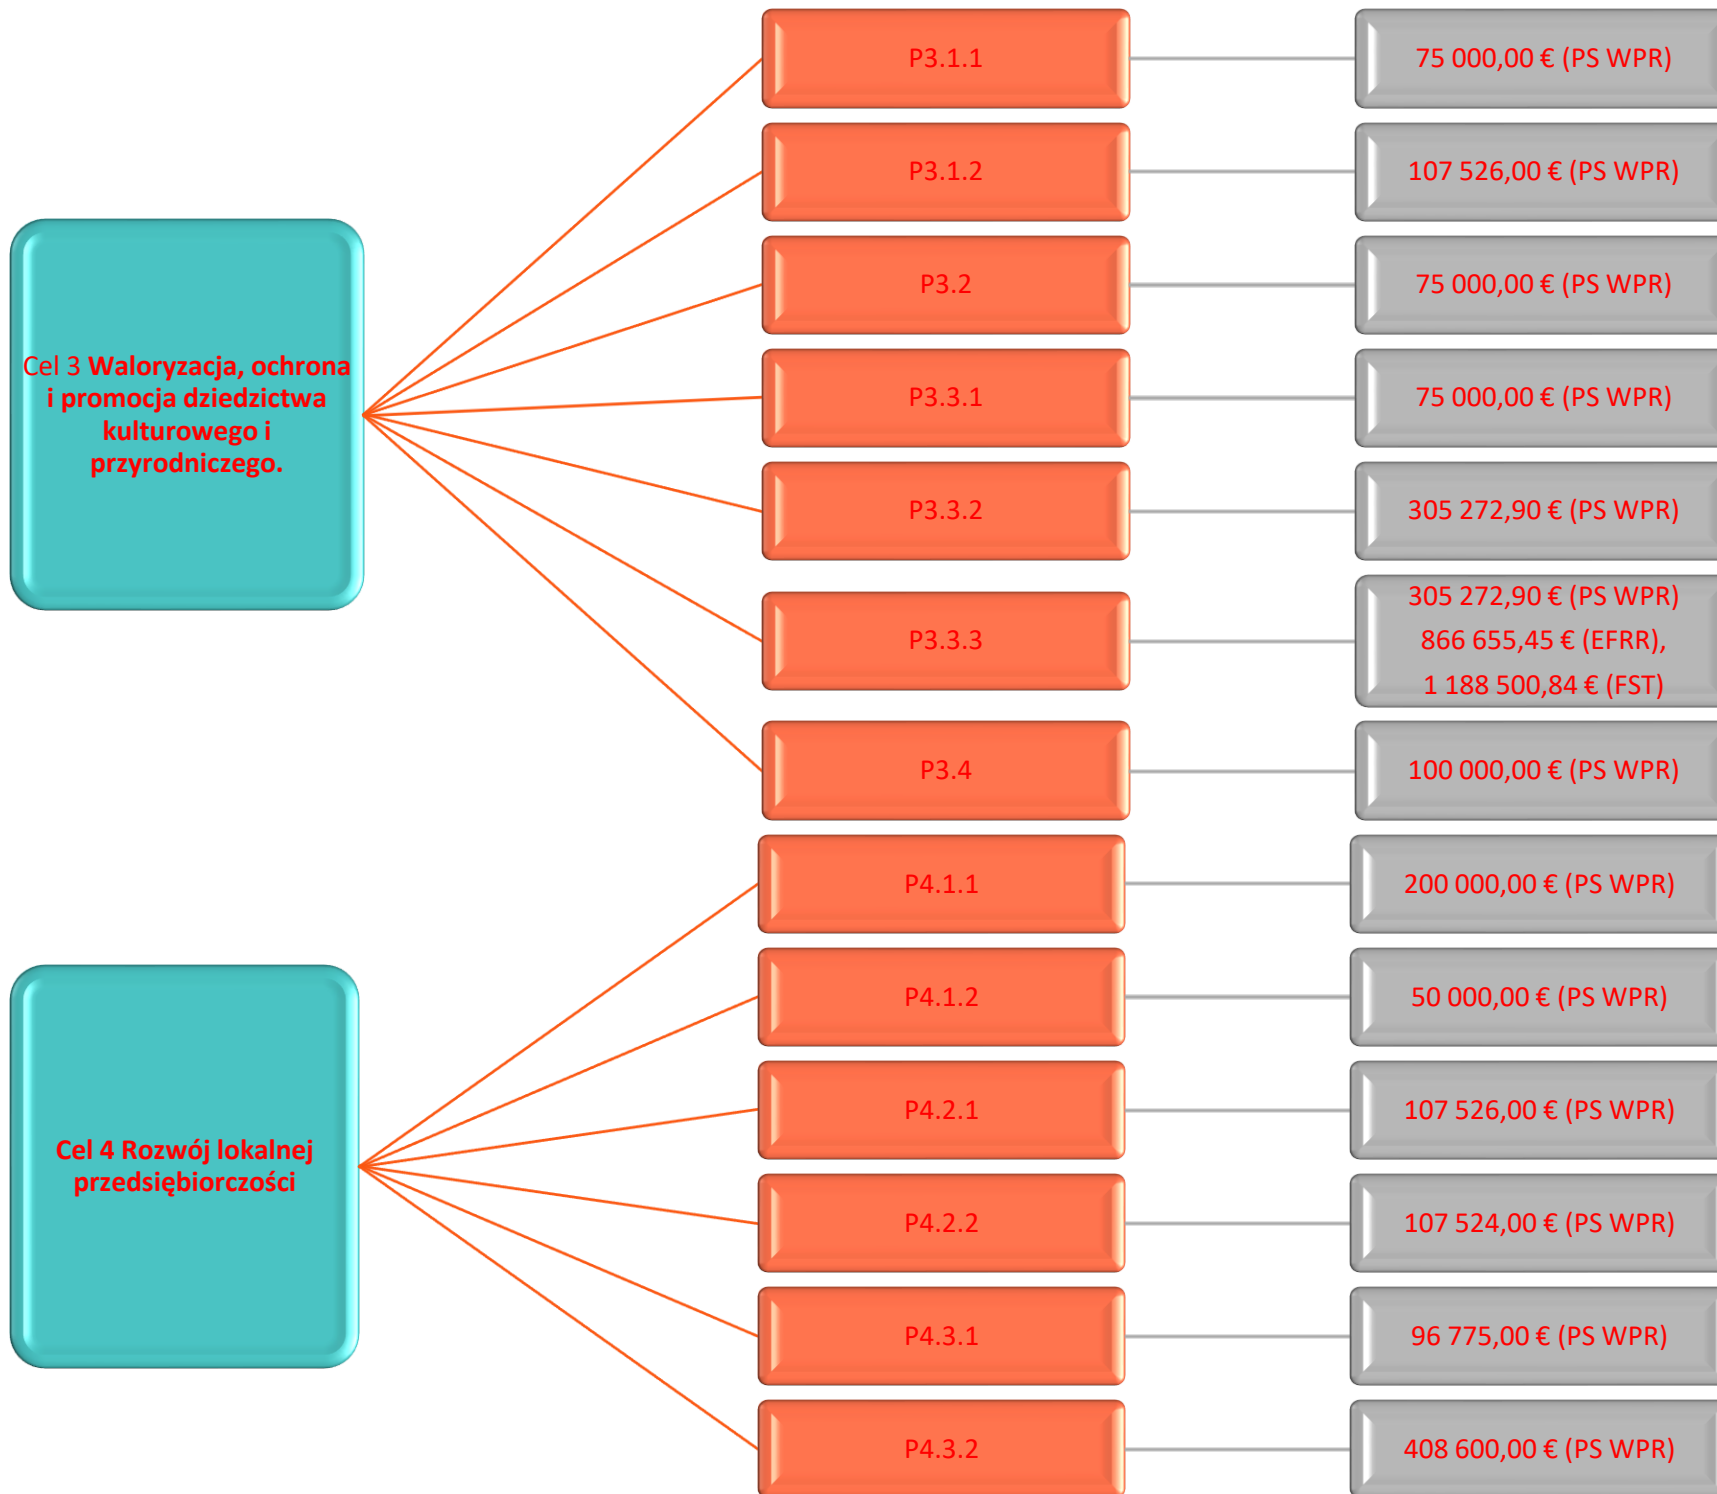 Cel 3 Waloryzacja, ochrona
i promocja dziedzictwa
kulturowego i
przyrodniczego.
P3.1.1
75 000,00 € (PS WPR)
P3.1.2
107 526,00 € (PS WPR)
P3.2
75 000,00 € (PS WPR)
P3.3.1
75 000,00 € (PS WPR)
P3.3.2
305 272,90 € (PS WPR)
P3.3.3
305 272,90 € (PS WPR)
866 655,45 € (EFRR),
1 188 500,84 € (FST)
P3.4
100 000,00 € (PS WPR)
Cel 4 Rozwój lokalnej
przedsiębiorczości
P4.1.1
200 000,00 € (PS WPR)
P4.1.2
50 000,00 € (PS WPR)
P4.2.1
107 526,00 € (PS WPR)
P4.2.2
107 524,00 € (PS WPR)
P4.3.1
96 775,00 € (PS WPR)
P4.3.2
408 600,00 € (PS WPR)